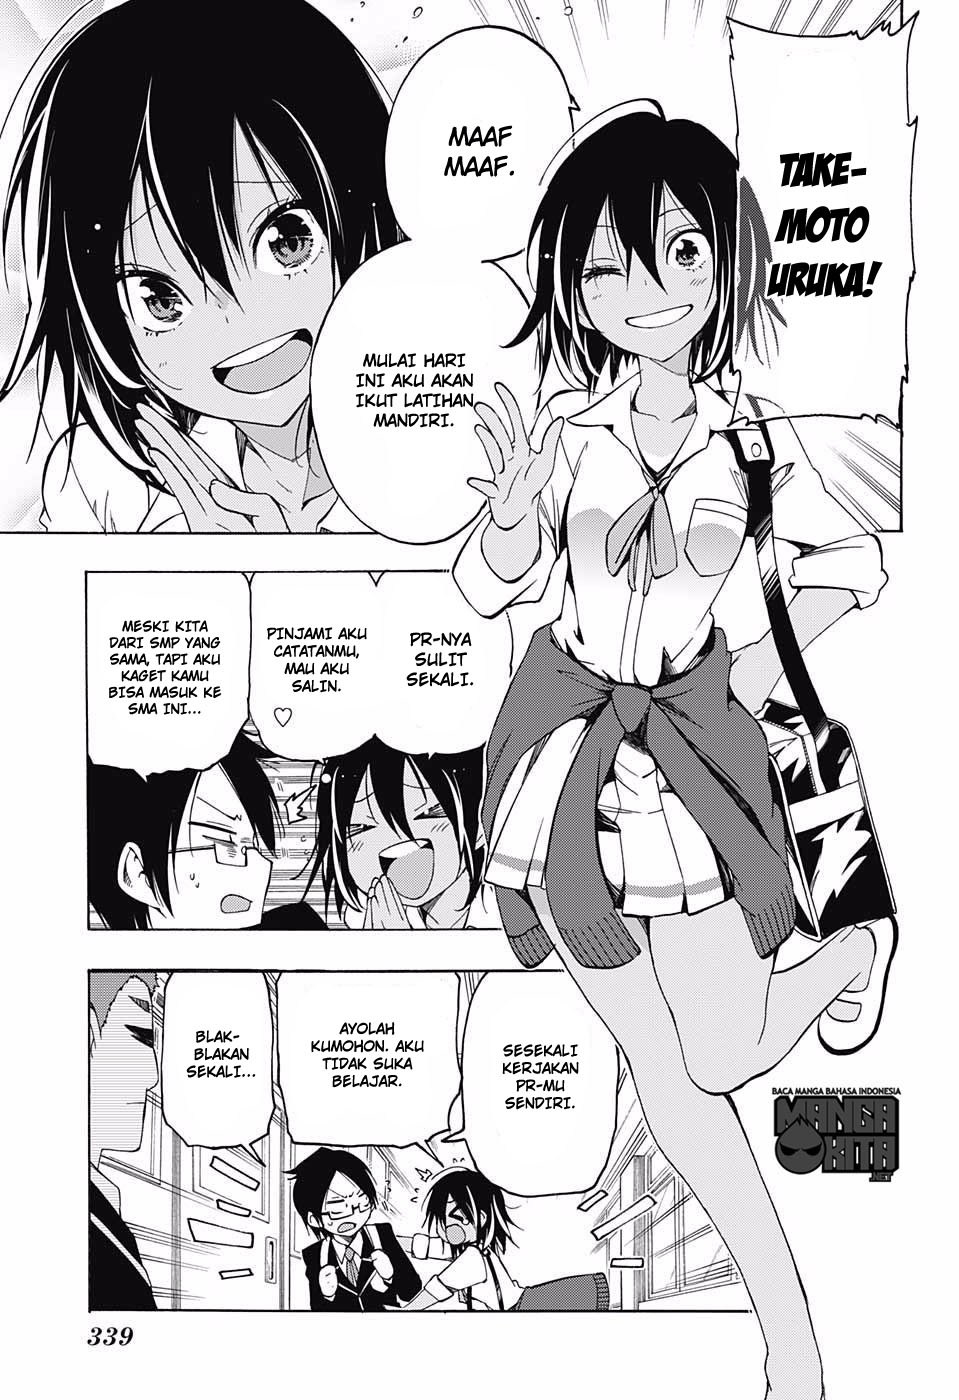 TAKE-
MOTO
URUKA!
MAAF
MAAF.
MULAI HARI
INI AKU AKAN
IKUT LATIHAN
MANDIRI.
PR-NYA
SULIT
SEKALI.
PINJAMI AKU
CATATANMU,
MAU AKU
SALIN.
♡
MESKI KITA
DARI SMP YANG
SAMA, TAPI AKU
KAGET KAMU
BISA MASUK KE
SMA INI...
SESEKALI
KERJAKAN
PR-MU
SENDIRI.
AYOLAH
KUMOHON. AKU
TIDAK SUKA
BELAJAR.
BLAK-
BLAKAN
SEKALI...
BACA MANGA BAHASA INDONESIA
MANGA
KITA
.NET
339